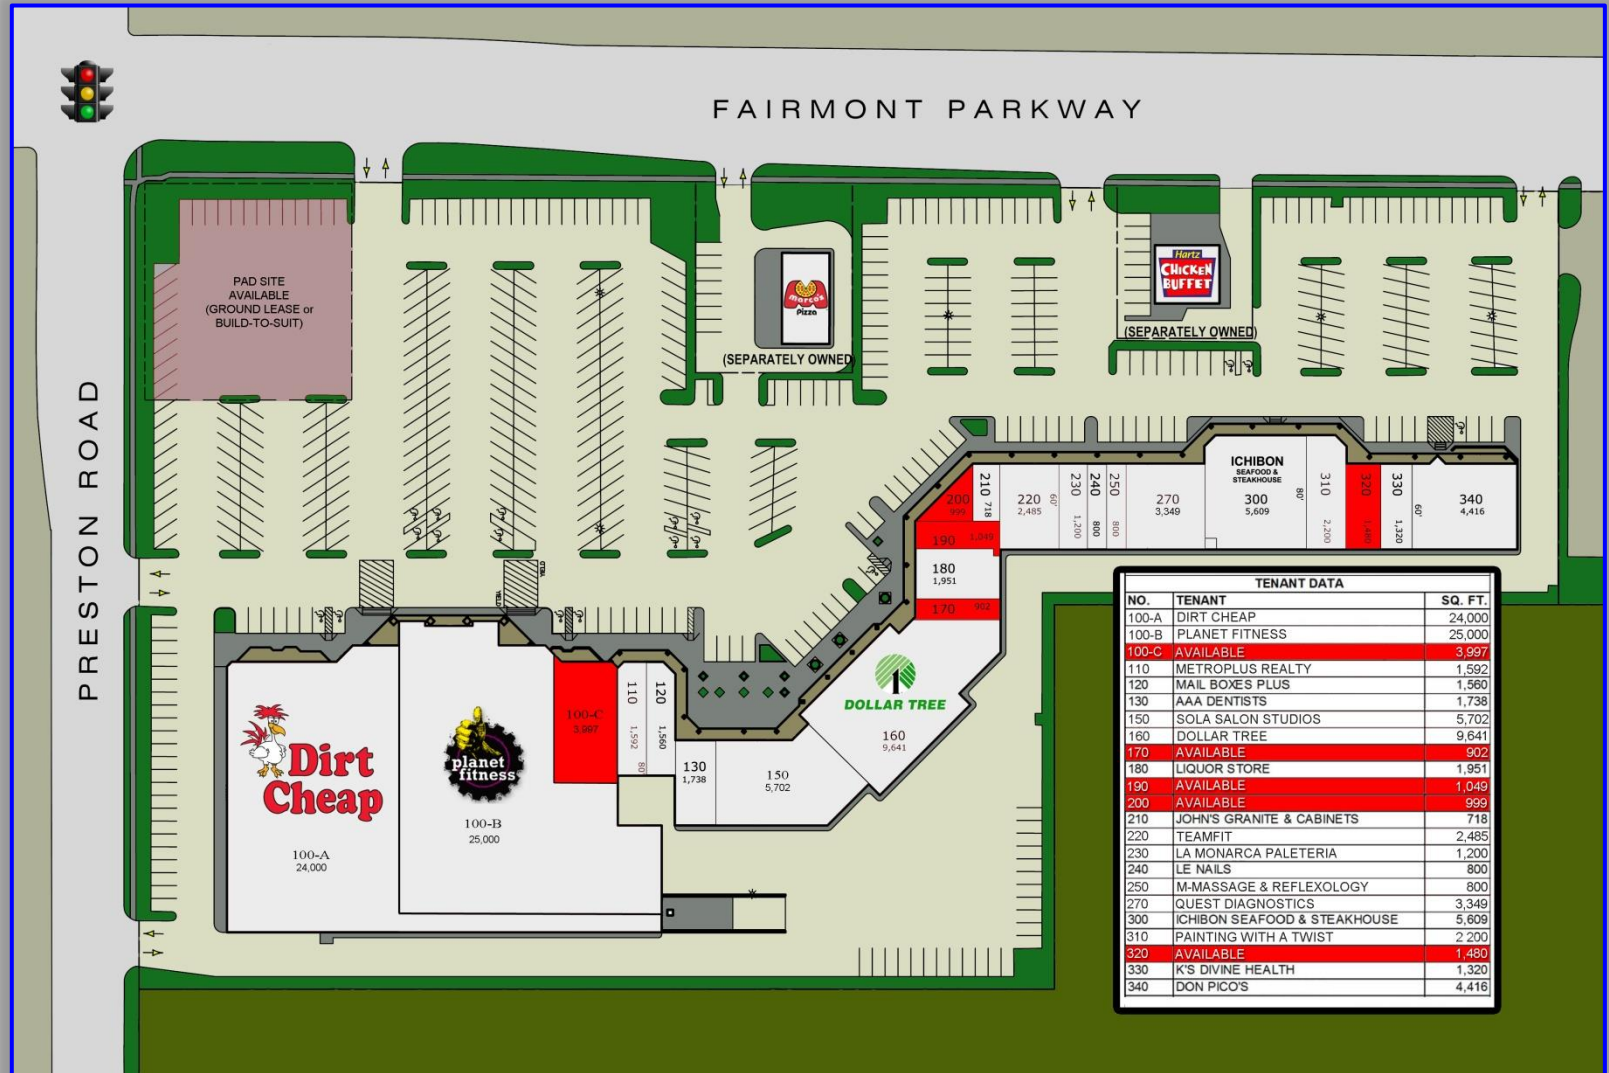 FAIRMONT PARKWAY
PRESTON ROAD
PAD SITE
AVAILABLE
(GROUND LEASE or
BUILD-TO-SUIT)
Marco's
Pizza
(SEPARATELY OWNED)
Hartz
CHICKEN
BUFFET
(SEPARATELY OWNED)
YIELD
Dirt
Cheap
100-A
24,000
planet
fitness
100-B
25,000
100-C
3,997
110
1,592
80'
120
1,560
130
1,738
150
5,702
1
DOLLAR TREE
160
9,641
170 902
180
1,951
190 1,049
200
999
210
718
220
2,485
60'
230
1,200
240
800
250
800
270
3,349
ICHIBON
SEAFOOD &
STEAKHOUSE
300
5,609
80'
310
2,200
320
1,480
330
1,320
60'
340
4,416
TENANT DATA
NO. TENANT SQ. FT.
100-A DIRT CHEAP 24,000
100-B PLANET FITNESS 25,000
100-C AVAILABLE 3,997
110 METROPLUS REALTY 1,592
120 MAIL BOXES PLUS 1,560
130 AAA DENTISTS 1,738
150 SOLA SALON STUDIOS 5,702
160 DOLLAR TREE 9,641
170 AVAILABLE 902
180 LIQUOR STORE 1,951
190 AVAILABLE 1,049
200 AVAILABLE 999
210 JOHN'S GRANITE & CABINETS 718
220 TEAMFIT 2,485
230 LA MONARCA PALETERIA 1,200
240 LE NAILS 800
250 M-MASSAGE & REFLEXOLOGY 800
270 QUEST DIAGNOSTICS 3,349
300 ICHIBON SEAFOOD & STEAKHOUSE 5,609
310 PAINTING WITH A TWIST 2 200
320 AVAILABLE 1,480
330 K'S DIVINE HEALTH 1,320
340 DON PICO'S 4,416